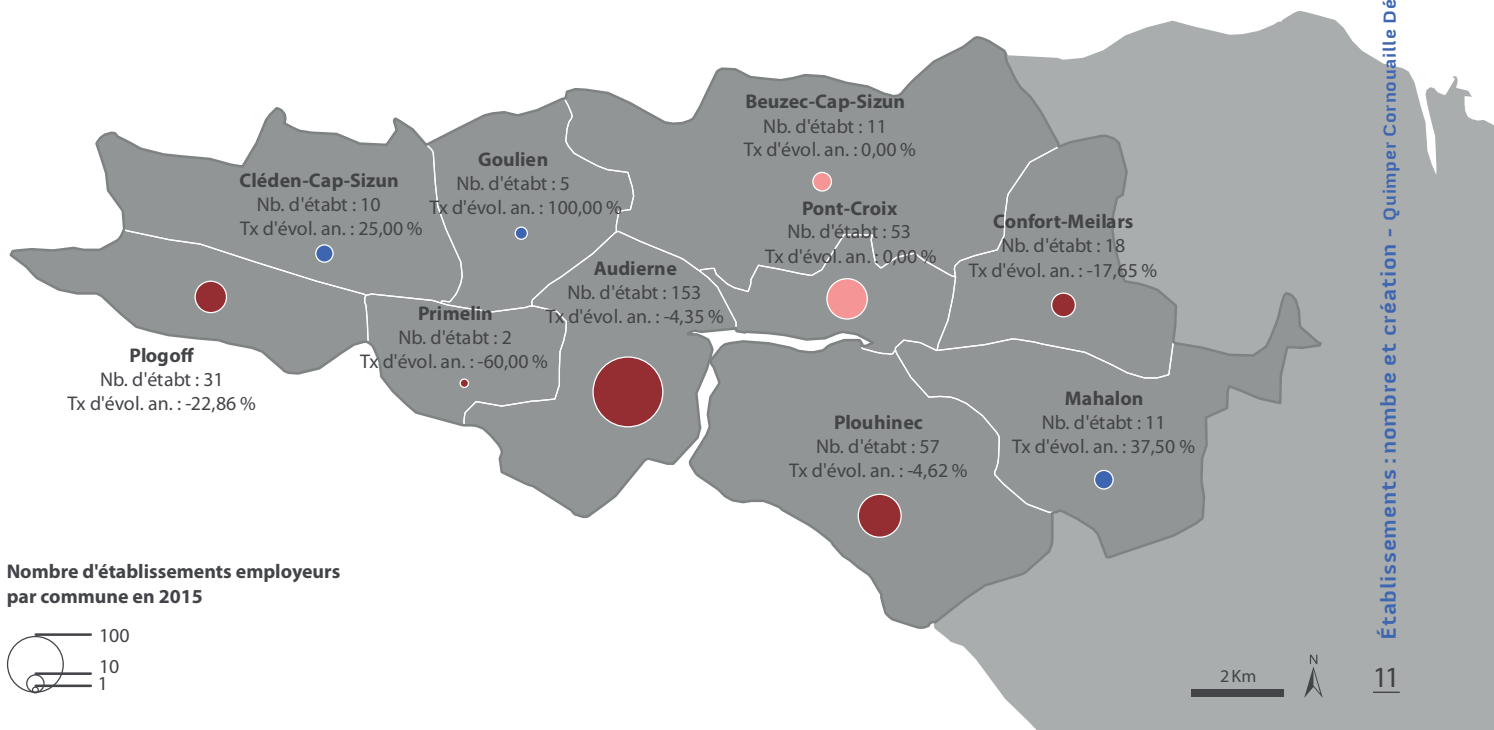 Beuzec-Cap-Sizun
Nb. d'étabt : 11
Tx d'évol. an. : 0,00 %
Goulien
Nb. d'étabt : 5
Tx d'évol. an. : 100,00 %
Cléden-Cap-Sizun
Nb. d'étabt : 10
Tx d'évol. an. : 25,00 %
Pont-Croix
Nb. d'étabt : 53
Tx d'évol. an. : 0,00 %
Confort-Meilars
Nb. d'étabt : 18
Tx d'évol. an. : -17,65 %
Audierne
Nb. d'étabt : 153
Tx d'évol. an. : -4,35 %
Primelin
Nb. d'étabt : 2
Tx d'évol. an. : -60,00 %
Plogoff
Nb. d'étabt : 31
Tx d'évol. an. : -22,86 %
Mahalon
Nb. d'étabt : 11
Tx d'évol. an. : 37,50 %
Plouhinec
Nb. d'étabt : 57
Tx d'évol. an. : -4,62 %
Nombre d'établissements employeurs
par commune en 2015
100
10
1
2 Km
N
Établissements : nombre et création - Quimper Cornouaille Dé
11